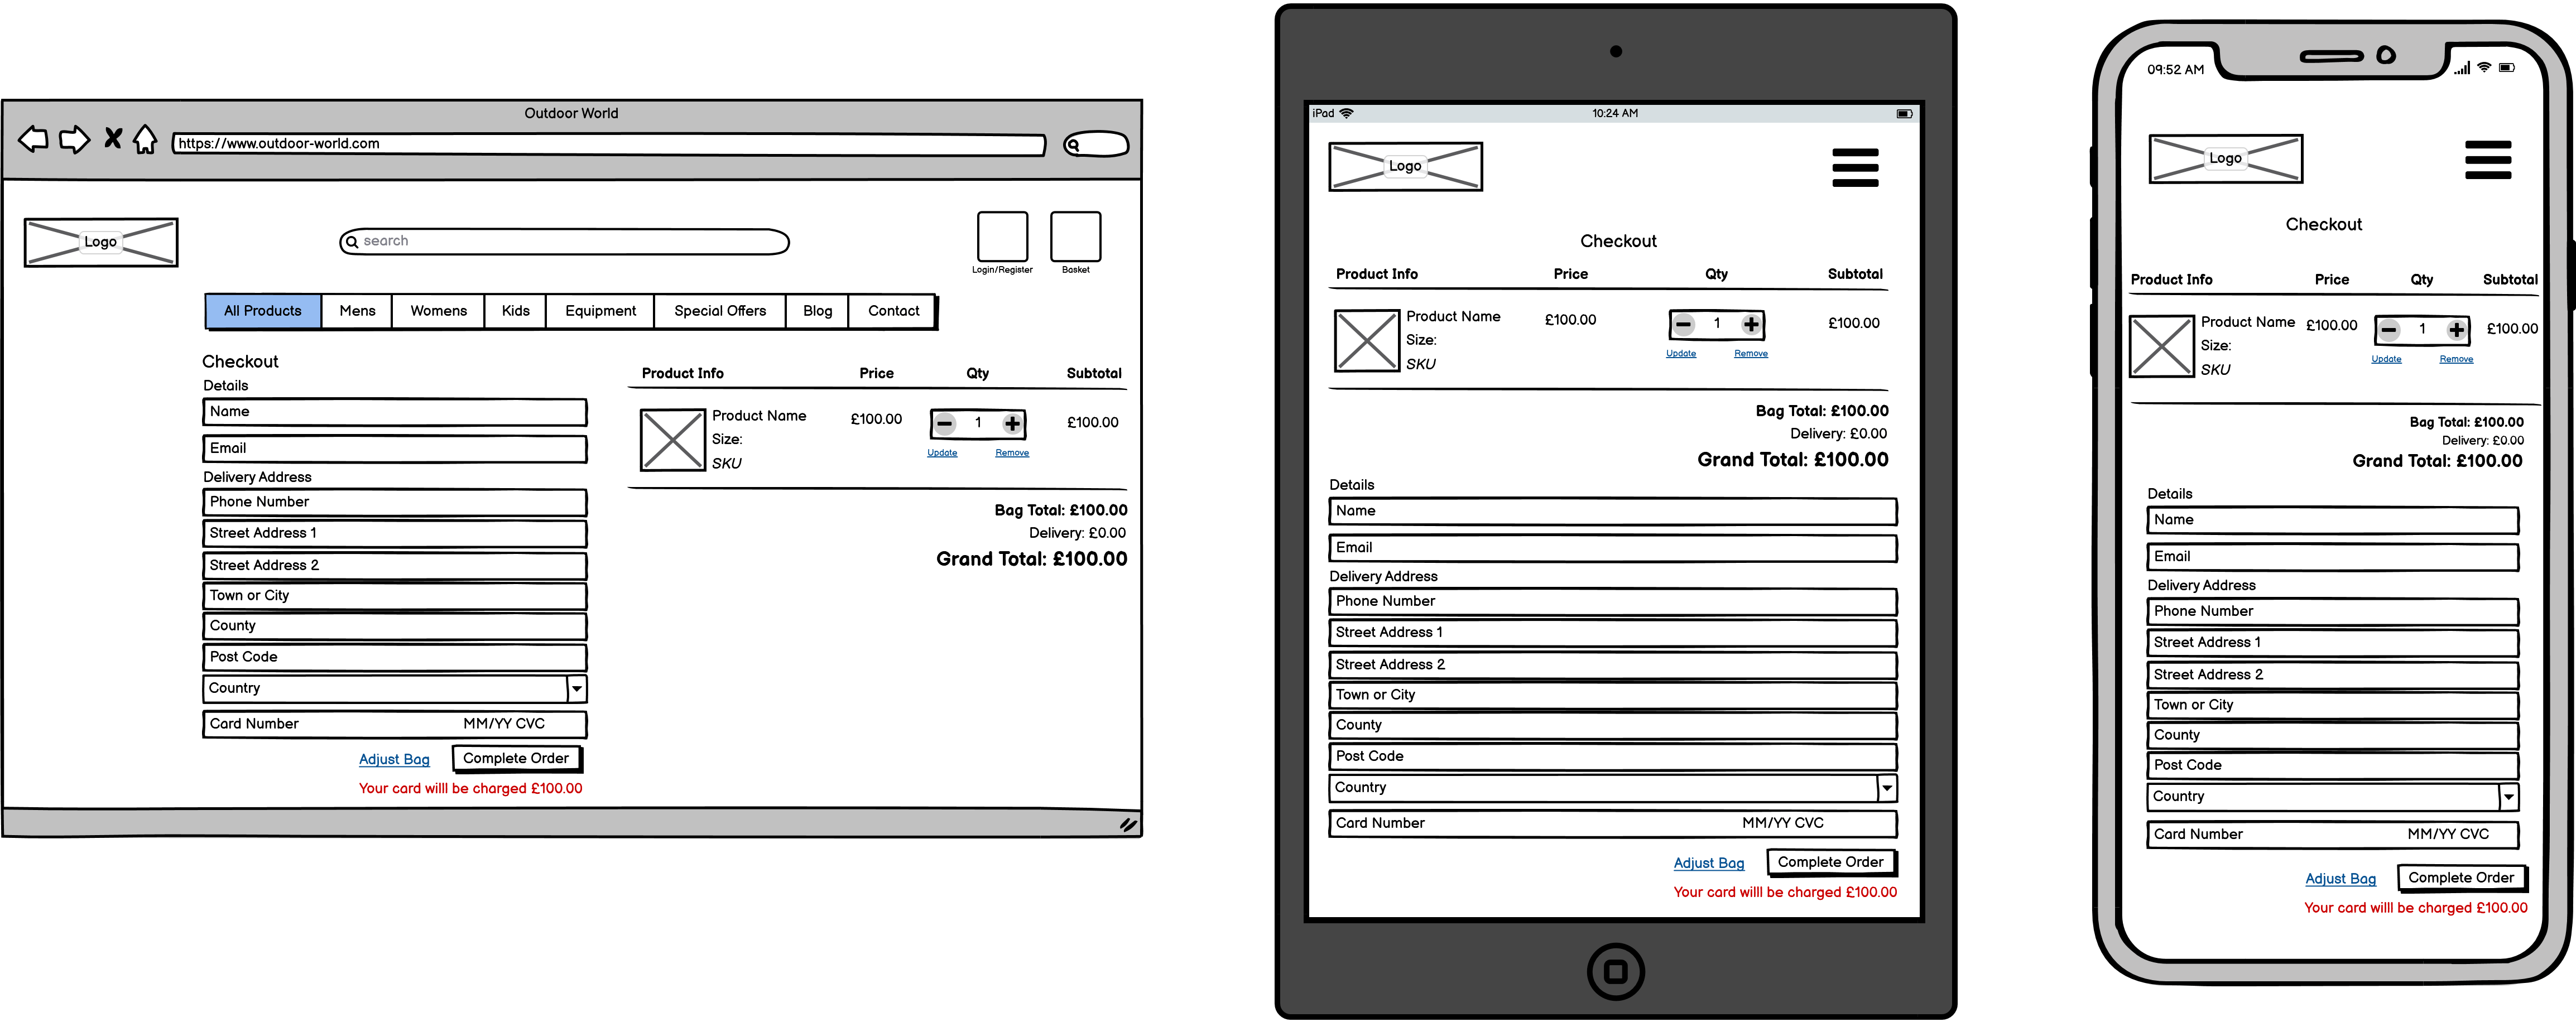 Outdoor World
https://www.outdoor-world.com
Logo
search
Login/Register
Basket
All Products Mens Womens Kids Equipment Special Offers Blog Contact
Checkout
Details
Name
Email
Delivery Address
Phone Number
Street Address 1
Street Address 2
Town or City
County
Post Code
Country
Card Number MM/YY CVC
Adjust Bag Complete Order
Your card willl be charged £100.00
Product Info Price Qty Subtotal
Product Name £100.00 1 £100.00
Size:
Update Remove
SKU
Bag Total: £100.00
Delivery: £0.00
Grand Total: £100.00
iPad 10:24 AM
Logo
Checkout
Product Info Price Qty Subtotal
Product Name £100.00 1 £100.00
Size:
Update Remove
SKU
Bag Total: £100.00
Delivery: £0.00
Grand Total: £100.00
Details
Name
Email
Delivery Address
Phone Number
Street Address 1
Street Address 2
Town or City
County
Post Code
Country
Card Number MM/YY CVC
Adjust Bag Complete Order
Your card willl be charged £100.00
09:52 AM
Logo
Checkout
Product Info Price Qty Subtotal
Product Name £100.00 1 £100.00
Size:
Update Remove
SKU
Bag Total: £100.00
Delivery: £0.00
Grand Total: £100.00
Details
Name
Email
Delivery Address
Phone Number
Street Address 1
Street Address 2
Town or City
County
Post Code
Country
Card Number MM/YY CVC
Adjust Bag Complete Order
Your card willl be charged £100.00